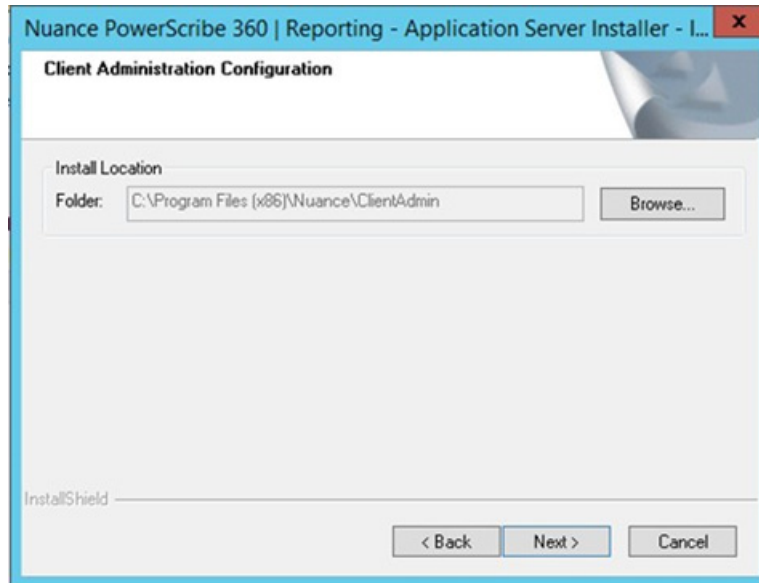 Nuance PowerScribe 360 | Reporting - Application Server Installer - I...
x
Client Administration Configuration
Install Location
Folder: C:\Program Files (x86)\Nuance\ClientAdmin Browse...
InstallShield
< Back Next > Cancel